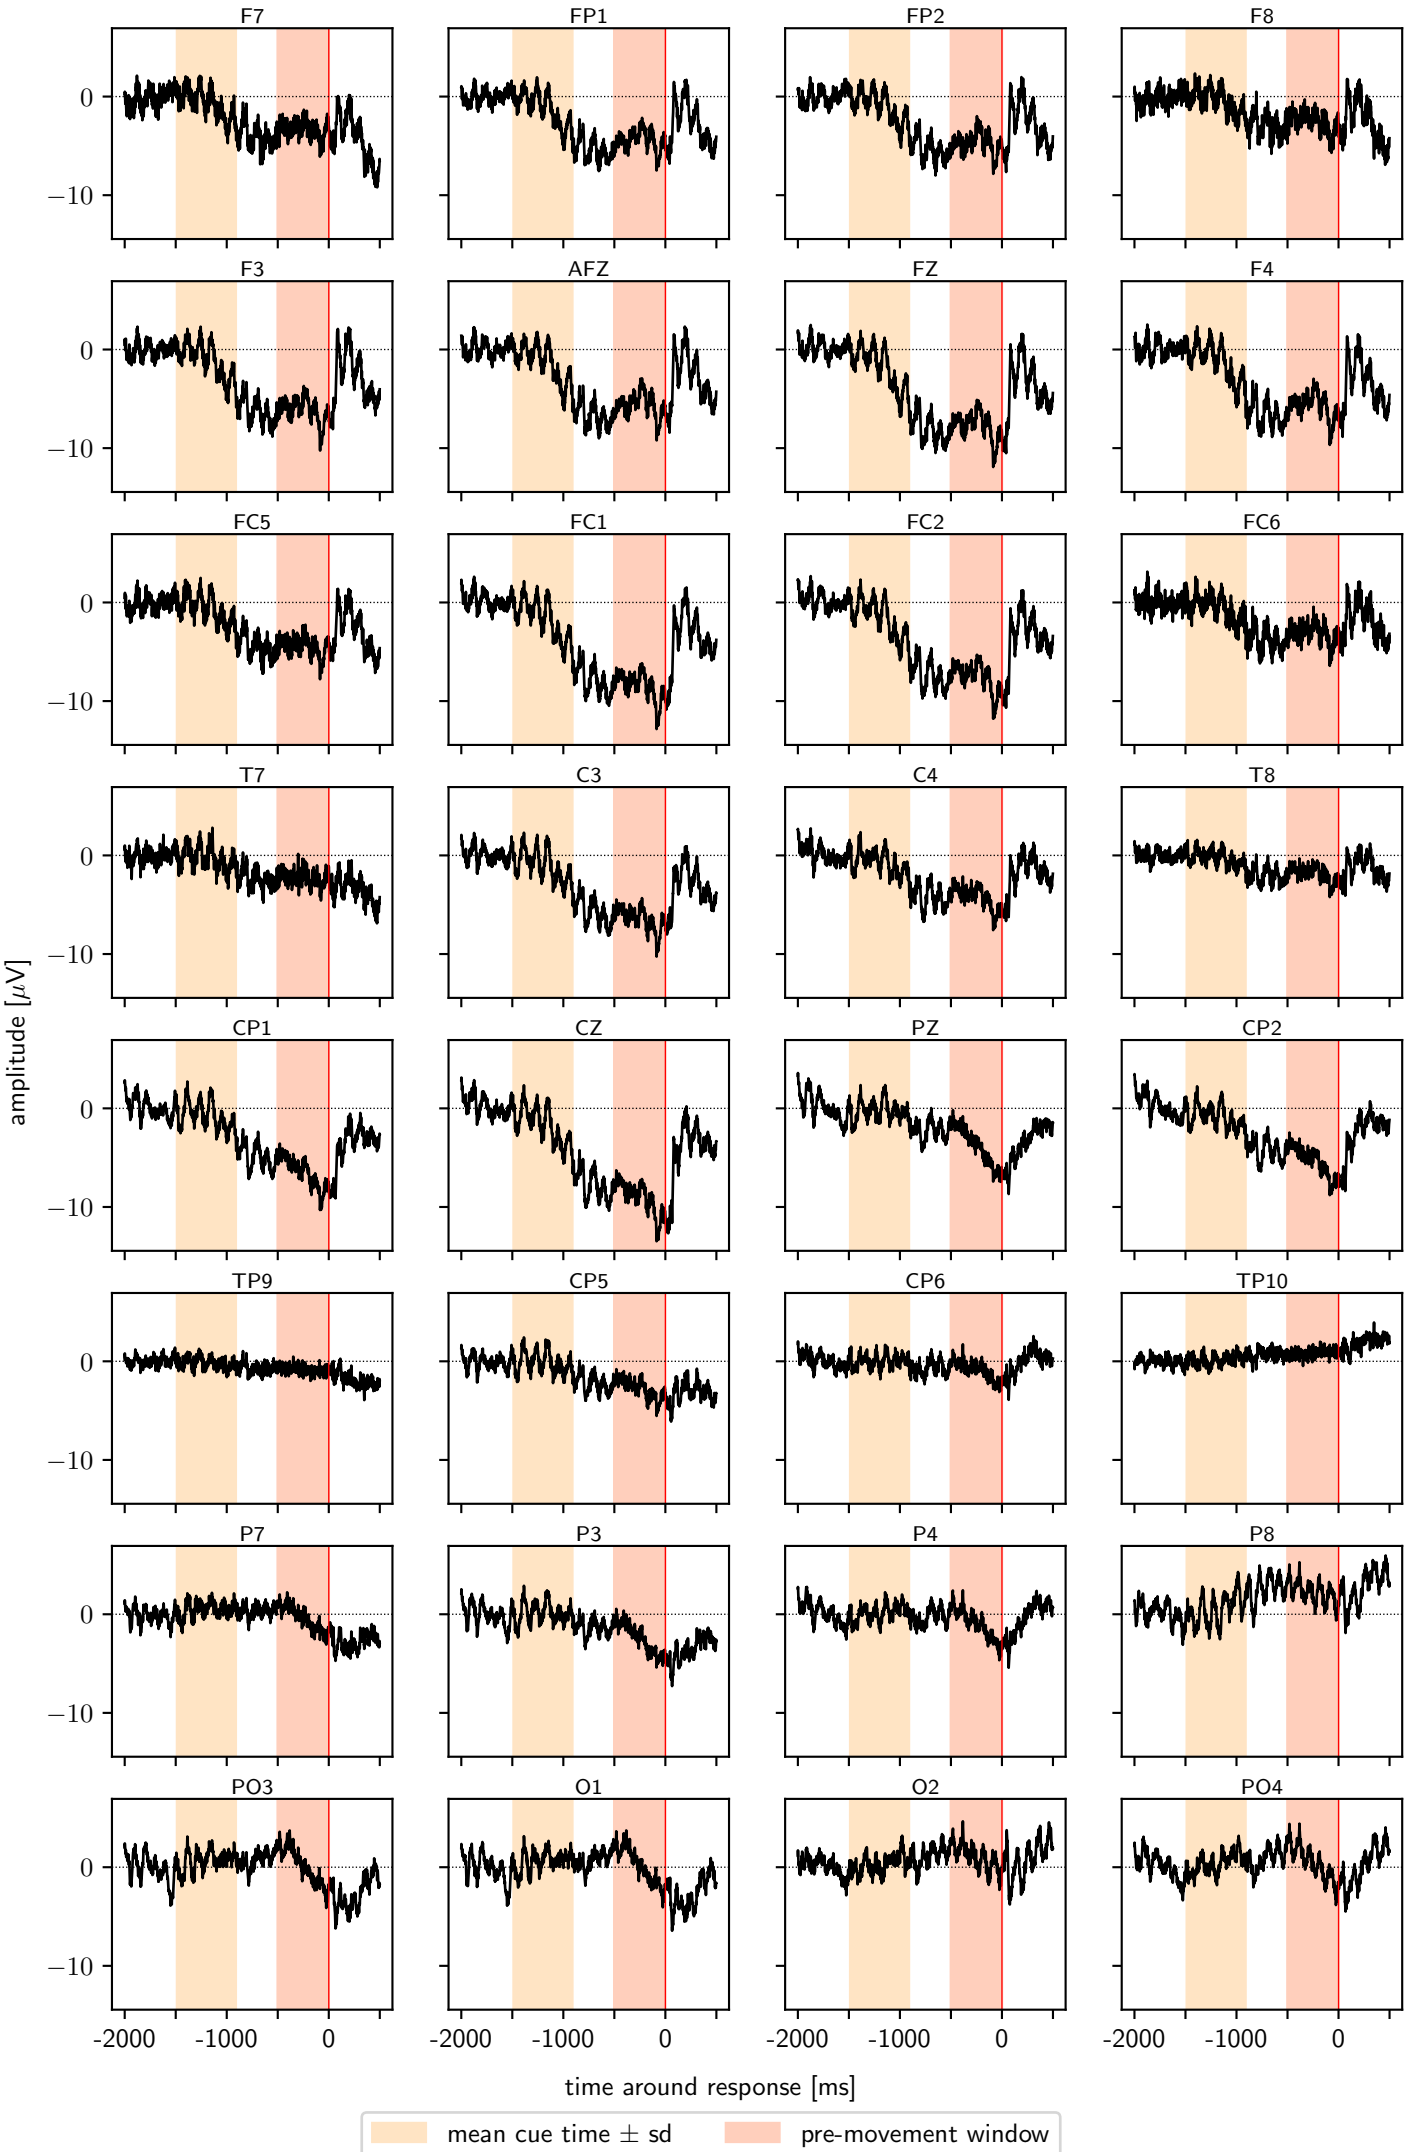 F7 FP1 FP2 F8
0
−10
F3 AFZ FZ F4
0
−10
FC5 FC1 FC2 FC6
0
−10
T7 C3 C4 T8
0
−10
amplitude [μV]
CP1 CZ PZ CP2
0
−10
TP9 CP5 CP6 TP10
0
−10
P7 P3 P4 P8
0
−10
PO3 O1 O2 PO4
0
−10
-2000 -1000 0 -2000 -1000 0 -2000 -1000 0 -2000 -1000 0
time around response [ms]
mean cue time ± sd pre-movement window